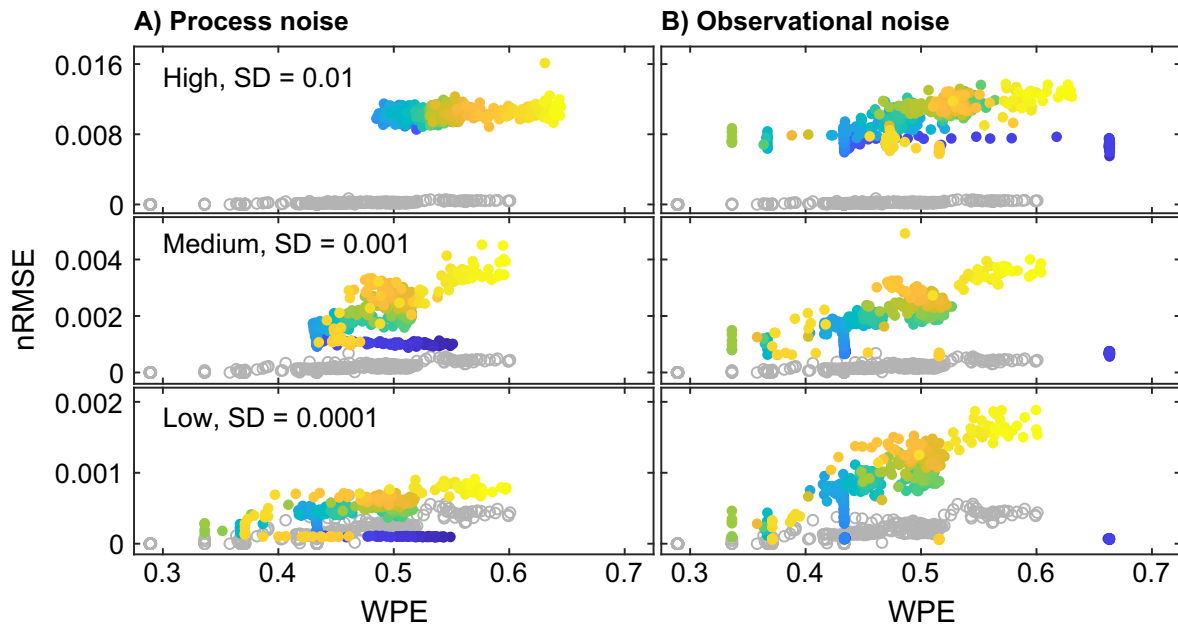 A) Process noise
B) Observational noise
High, SD = 0.01
0.016
0.008
0
Medium, SD = 0.001
0.004
0.002
0
Low, SD = 0.0001
0.002
0.001
0
nRMSE
0.3 0.4 0.5 0.6 0.7
0.3 0.4 0.5 0.6 0.7
WPE
WPE